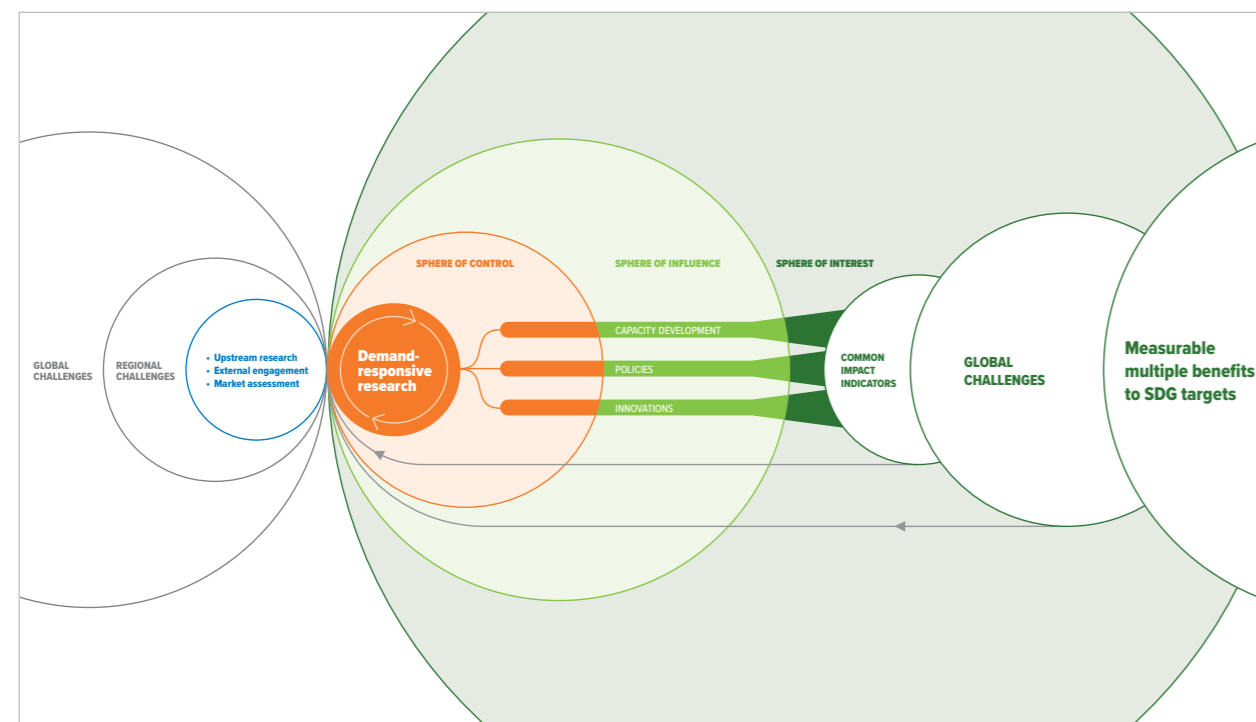 SPHERE OF CONTROL
SPHERE OF INFLUENCE
SPHERE OF INTEREST
GLOBAL
CHALLENGES
REGIONAL
CHALLENGES
• Upstream research
• External engagement
• Market assessment
Demand-
responsive
research
CAPACITY DEVELOPMENT
POLICIES
INNOVATIONS
COMMON
IMPACT
INDICATORS
GLOBAL
CHALLENGES
Measurable
multiple benefits
to SDG targets